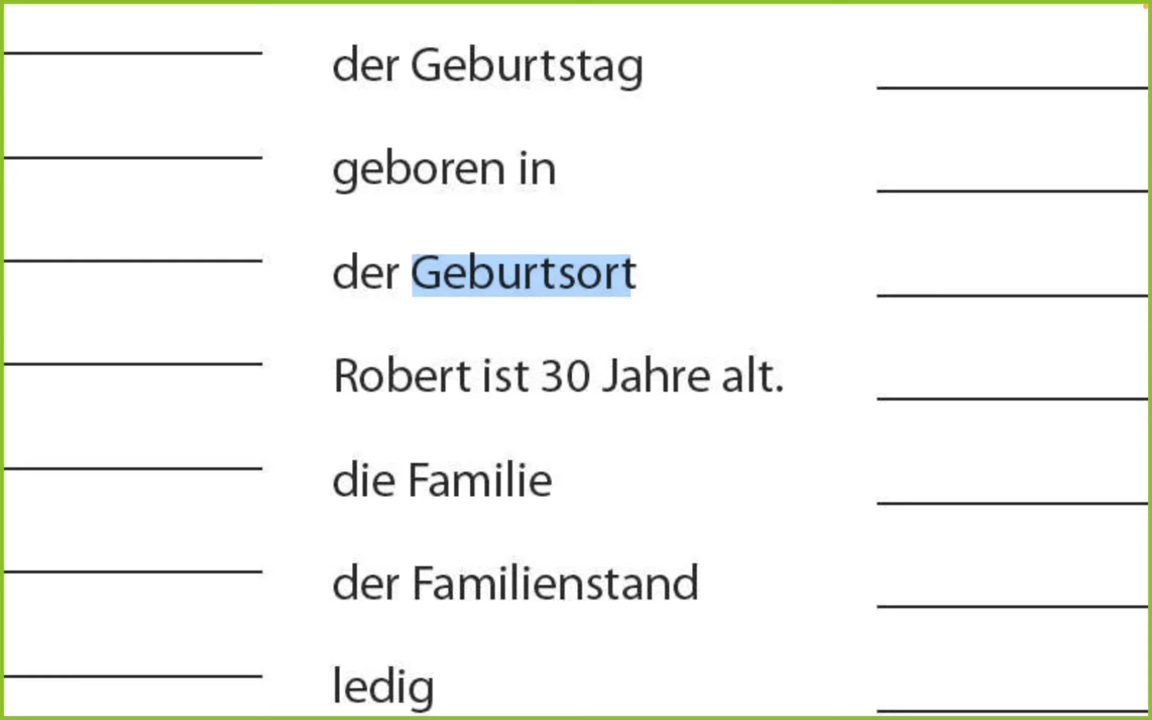 der Geburtstag
geboren in
der Geburtsort
Robert ist 30 Jahre alt.
die Familie
der Familienstand
ledig